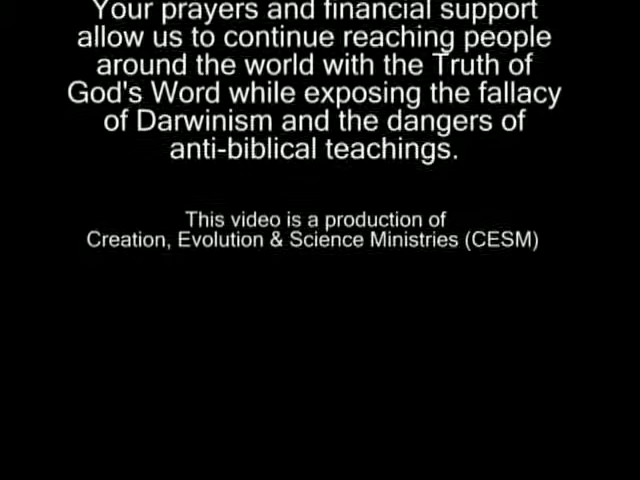 Your prayers and financial support
allow us to continue reaching people
around the world with the Truth of
God's Word while exposing the fallacy
of Darwinism and the dangers of
anti-biblical teachings.
This video is a production of
Creation, Evolution & Science Ministries (CESM)